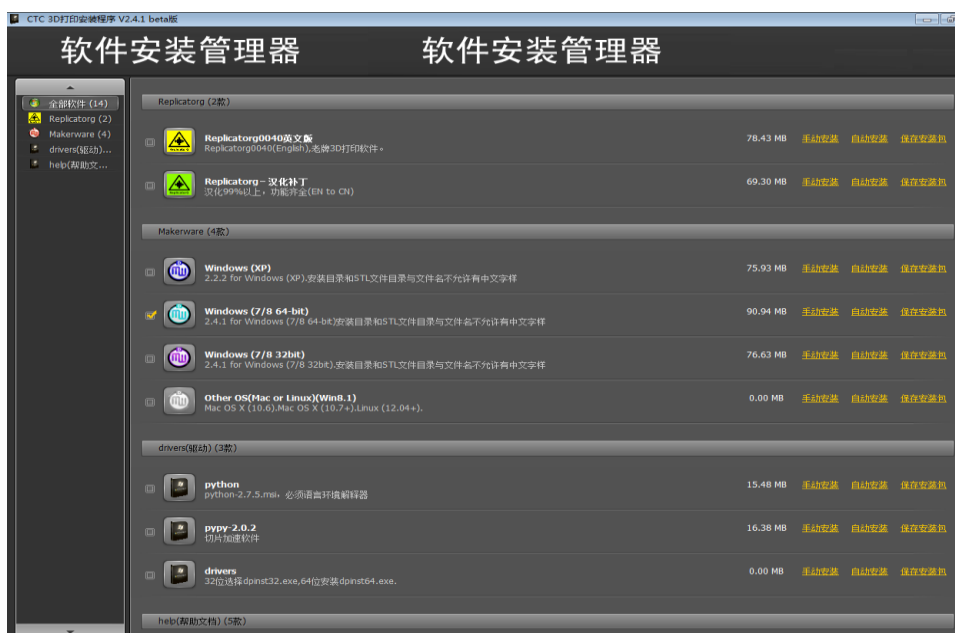 CTC 3D打印安装程序 V2.4.1 beta版
软件安装管理器 软件安装管理器
全部软件 (14)
Replicatorg (2)
Makerware (4)
drivers(驱动)...
help(帮助文...
Replicatorg (2款)
Replicatorg0040英文版
Replicatorg0040(English),老牌3D打印软件。
78.43 MB 手动安装 自动安装 保存安装包
Replicatorg－汉化补丁
汉化99%以上，功能齐全(EN to CN)
69.30 MB 手动安装 自动安装 保存安装包
Makerware (4款)
Windows (XP)
2.2.2 for Windows (XP).安装目录和STL文件目录与文件名不允许有中文字样
75.93 MB 手动安装 自动安装 保存安装包
Windows (7/8 64-bit)
2.4.1 for Windows (7/8 64-bit)安装目录和STL文件目录与文件名不允许有中文字样
90.94 MB 手动安装 自动安装 保存安装包
Windows (7/8 32bit)
2.4.1 for Windows (7/8 32bit).安装目录和STL文件目录与文件名不允许有中文字样
76.63 MB 手动安装 自动安装 保存安装包
Other OS(Mac or Linux)(Win8.1)
Mac OS X (10.6).Mac OS X (10.7+).Linux (12.04+).
0.00 MB 手动安装 自动安装 保存安装包
drivers(驱动) (3款)
python
python-2.7.5.msi，必须语言环境解释器
15.48 MB 手动安装 自动安装 保存安装包
pypy-2.0.2
切片加速软件
16.38 MB 手动安装 自动安装 保存安装包
drivers
32位选择dpinst32.exe,64位安装dpinst64.exe.
0.00 MB 手动安装 自动安装 保存安装包
help(帮助文档) (5款)